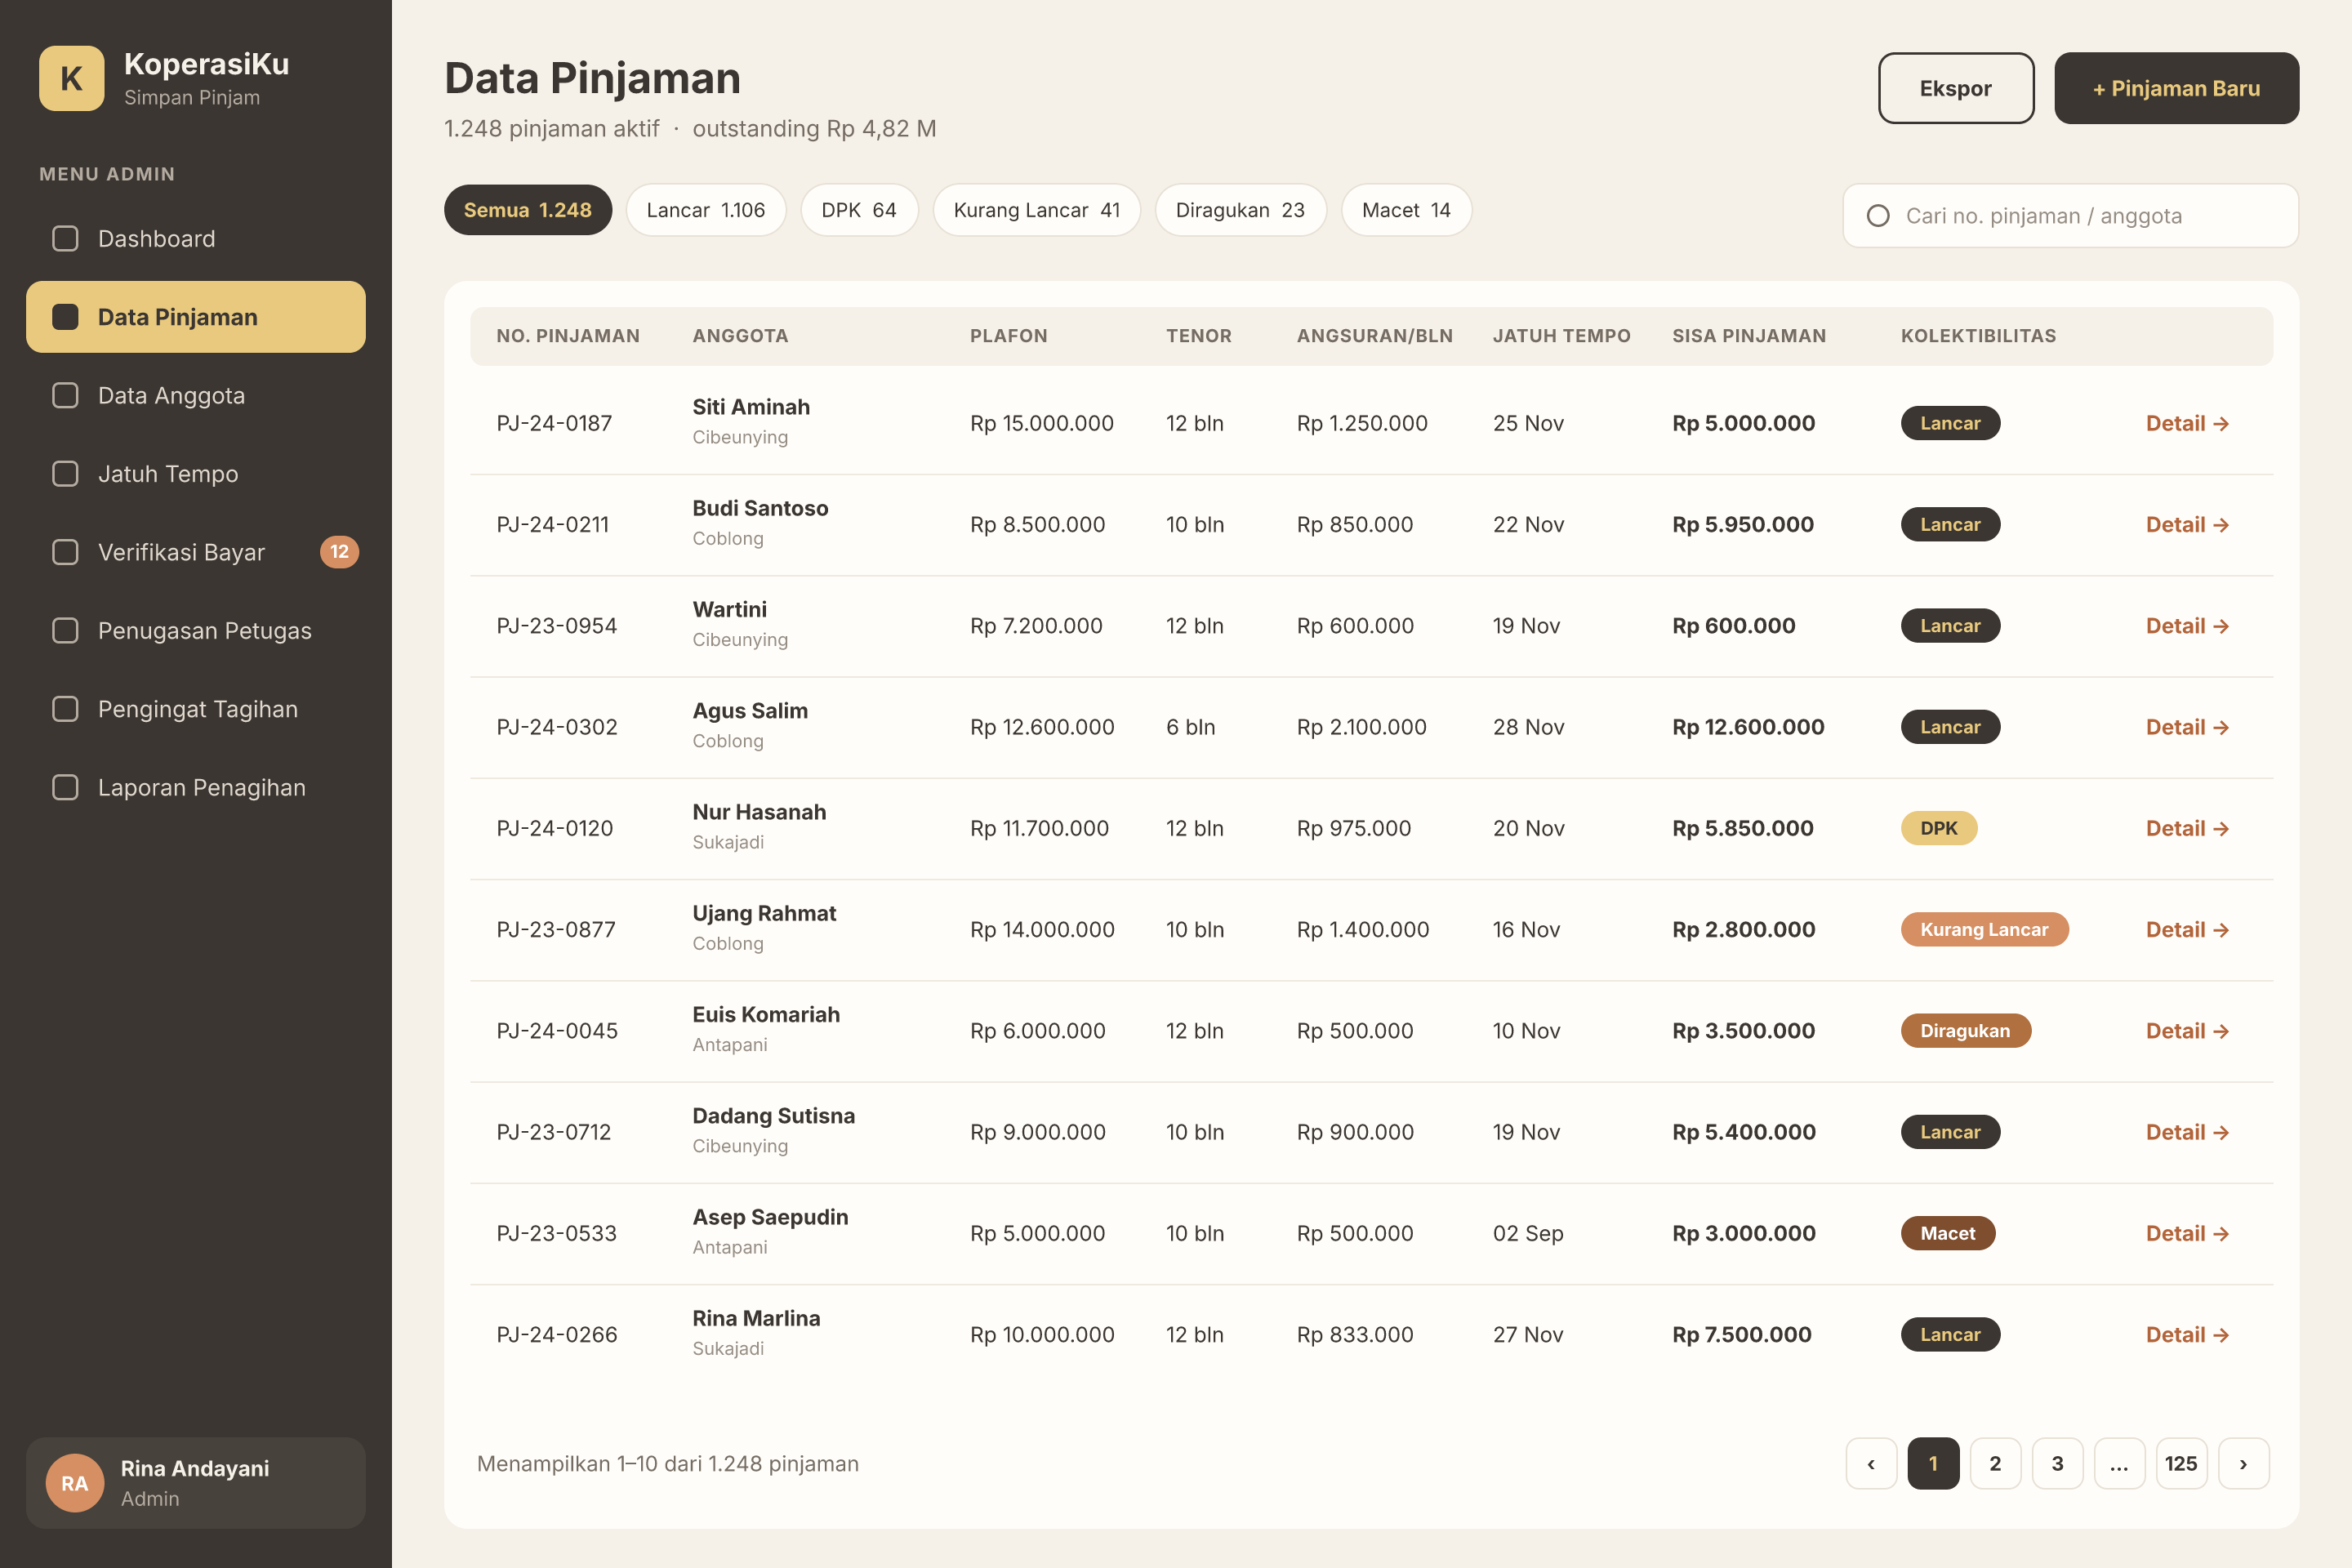 K
KoperasiKu
Simpan Pinjam
MENU ADMIN
Dashboard
Data Pinjaman
Data Anggota
Jatuh Tempo
Verifikasi Bayar 12
Penugasan Petugas
Pengingat Tagihan
Laporan Penagihan
RA
Rina Andayani
Admin
Data Pinjaman
1.248 pinjaman aktif · outstanding Rp 4,82 M
Ekspor
+ Pinjaman Baru
Semua 1.248 Lancar 1.106 DPK 64 Kurang Lancar 41 Diragukan 23 Macet 14
Cari no. pinjaman / anggota
NO. PINJAMAN ANGGOTA PLAFON TENOR ANGSURAN/BLN JATUH TEMPO SISA PINJAMAN KOLEKTIBILITAS
PJ-24-0187 Siti Aminah Rp 15.000.000 12 bln Rp 1.250.000 25 Nov Rp 5.000.000 Lancar Detail →
Cibeunying
PJ-24-0211 Budi Santoso Rp 8.500.000 10 bln Rp 850.000 22 Nov Rp 5.950.000 Lancar Detail →
Coblong
PJ-23-0954 Wartini Rp 7.200.000 12 bln Rp 600.000 19 Nov Rp 600.000 Lancar Detail →
Cibeunying
PJ-24-0302 Agus Salim Rp 12.600.000 6 bln Rp 2.100.000 28 Nov Rp 12.600.000 Lancar Detail →
Coblong
PJ-24-0120 Nur Hasanah Rp 11.700.000 12 bln Rp 975.000 20 Nov Rp 5.850.000 DPK Detail →
Sukajadi
PJ-23-0877 Ujang Rahmat Rp 14.000.000 10 bln Rp 1.400.000 16 Nov Rp 2.800.000 Kurang Lancar Detail →
Coblong
PJ-24-0045 Euis Komariah Rp 6.000.000 12 bln Rp 500.000 10 Nov Rp 3.500.000 Diragukan Detail →
Antapani
PJ-23-0712 Dadang Sutisna Rp 9.000.000 10 bln Rp 900.000 19 Nov Rp 5.400.000 Lancar Detail →
Cibeunying
PJ-23-0533 Asep Saepudin Rp 5.000.000 10 bln Rp 500.000 02 Sep Rp 3.000.000 Macet Detail →
Antapani
PJ-24-0266 Rina Marlina Rp 10.000.000 12 bln Rp 833.000 27 Nov Rp 7.500.000 Lancar Detail →
Sukajadi
Menampilkan 1–10 dari 1.248 pinjaman
‹ 1 2 3 … 125 ›